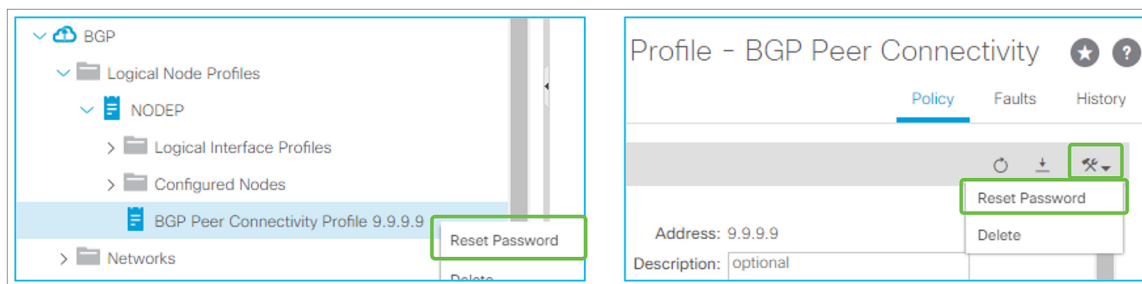 BGP
Logical Node Profiles
NODEP
Logical Interface Profiles
Configured Nodes
BGP Peer Connectivity Profile 9.9.9.9
Reset Password
Networks
Delete
Profile - BGP Peer Connectivity
?
Policy Faults History
Reset Password
Delete
Address: 9.9.9.9
Description: optional